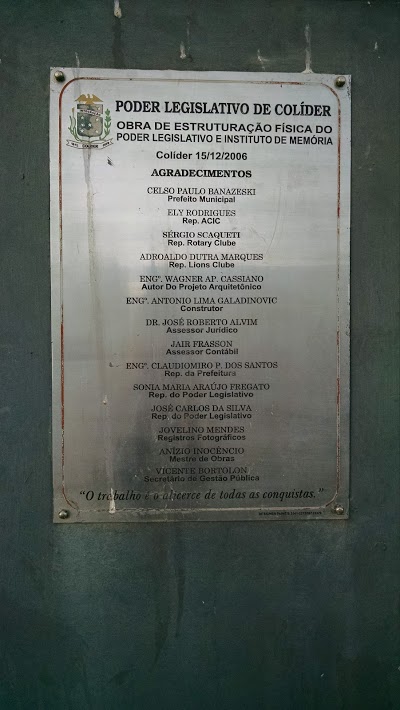 PODER LEGISLATIVO DE COLÍDER
OBRA DE ESTRUTURAÇÃO FÍSICA DO
PODER LEGISLATIVO E INSTITUTO DE MEMÓRIA
Colíder 15/12/2006
AGRADECIMENTOS
CELSO PAULO BANAZESKI
Prefeito Municipal
ELY RODRIGUES
Rep. ACIC
SÉRGIO SCAQUETI
Rep. Rotary Clube
ADROALDO DUTRA MARQUES
Rep. Lions Clube
ENGº. WAGNER AP. CASSIANO
Autor Do Projeto Arquitetônico
ENGº. ANTONIO LIMA GALADINOVIC
Construtor
DR. JOSÉ ROBERTO ALVIM
Assessor Jurídico
JAIR FRASSON
Assessor Contábil
ENGº. CLAUDIOMIRO P. DOS SANTOS
Rep. da Prefeitura
SONIA MARIA ARAÚJO FREGATO
Rep. do Poder Legislativo
JOSÉ CARLOS DA SILVA
Rep. do Poder Legislativo
JOVELINO MENDES
Registros Fotográficos
ANÍZIO INOCÊNCIO
Mestre de Obras
VICENTE BORTOLON
Secretário de Gestão Pública
"O trabalho é o alicerce de todas as conquistas."